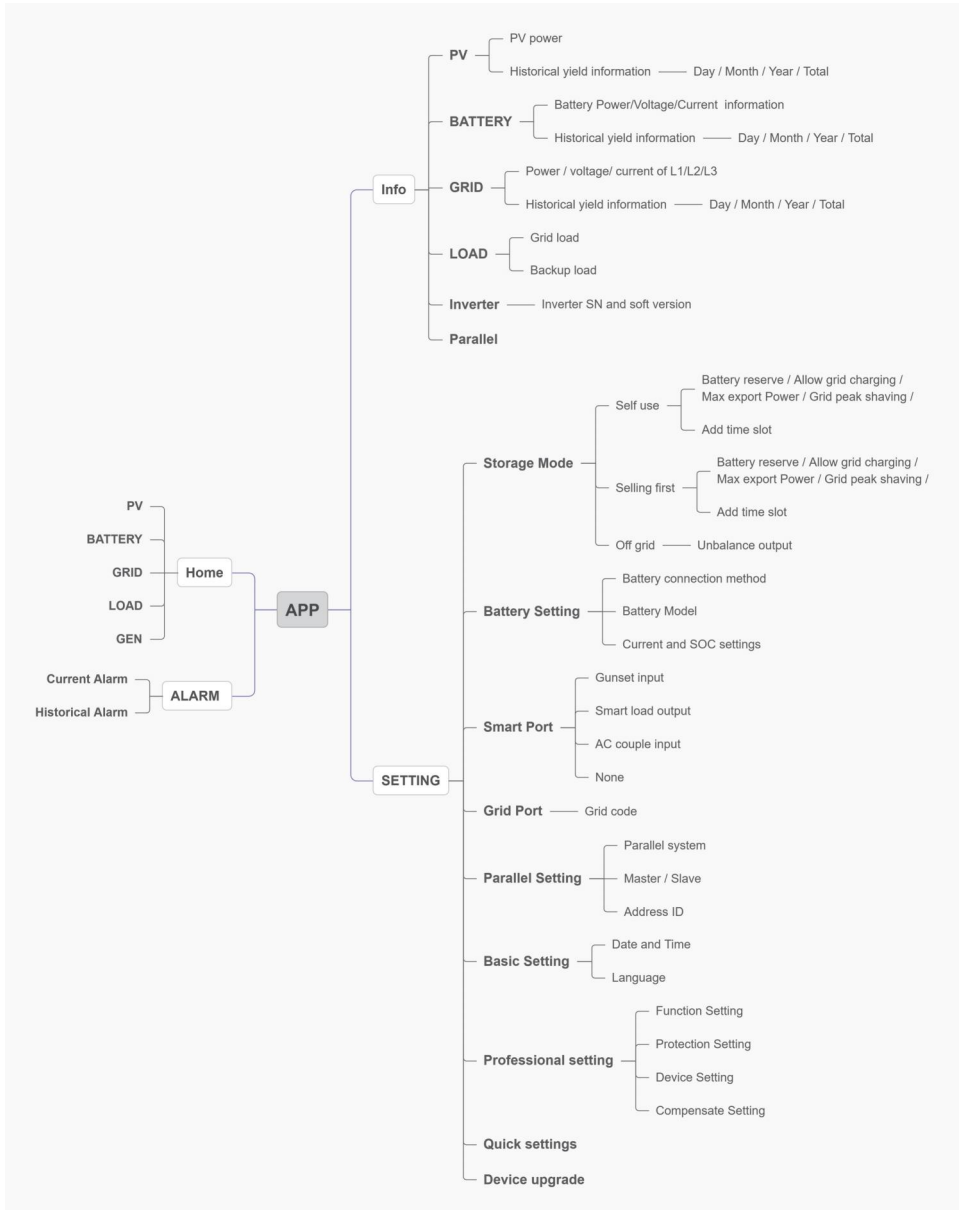 APP
Home
PV
BATTERY
GRID
LOAD
GEN
ALARM
Current Alarm
Historical Alarm
Info
PV
PV power
Historical yield information
Day / Month / Year / Total
BATTERY
Battery Power/Voltage/Current information
Historical yield information
Day / Month / Year / Total
GRID
Power / voltage/ current of L1/L2/L3
Historical yield information
Day / Month / Year / Total
LOAD
Grid load
Backup load
Inverter
Inverter SN and soft version
Parallel
SETTING
Storage Mode
Self use
Battery reserve / Allow grid charging /
Max export Power / Grid peak shaving /
Add time slot
Selling first
Battery reserve / Allow grid charging /
Max export Power / Grid peak shaving /
Add time slot
Off grid
Unbalance output
Battery Setting
Battery connection method
Battery Model
Current and SOC settings
Smart Port
Gunset input
Smart load output
AC couple input
None
Grid Port
Grid code
Parallel Setting
Parallel system
Master / Slave
Address ID
Basic Setting
Date and Time
Language
Professional setting
Function Setting
Protection Setting
Device Setting
Compensate Setting
Quick settings
Device upgrade